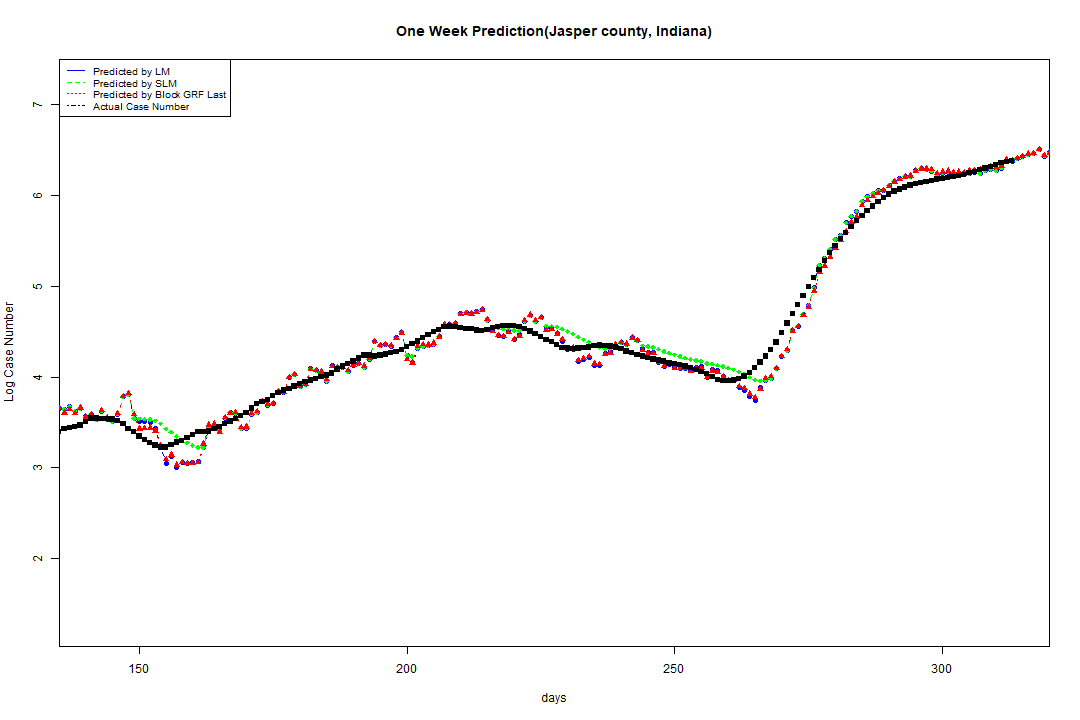 One Week Prediction(Jasper county, Indiana)
Predicted by LM
Predicted by SLM
Predicted by Block GRF Last
Actual Case Number
7
6
5
4
3
2
Log Case Number
150 200 250 300
days